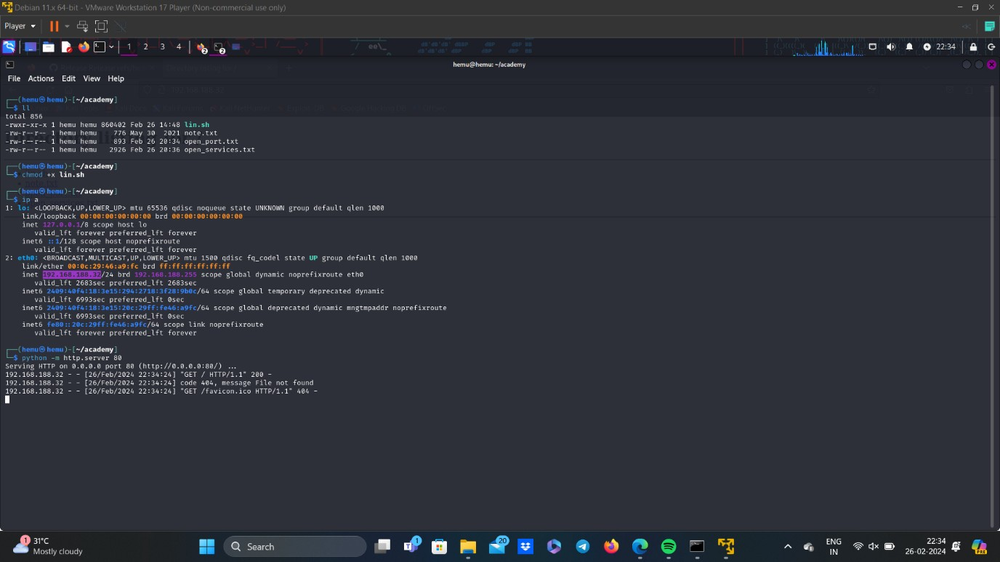 Debian 11.x 64-bit - VMware Workstation 17 Player (Non-commercial use only)
Player
1 2 3 4
2
2
22:34
hemu@hemu: ~/academy
File Actions Edit View Help
┌──(hemu㉿hemu)-[~/academy]
└─$ ll
total 856
-rwxr-xr-x 1 hemu hemu 860402 Feb 26 14:48 lin.sh
-rw-r--r-- 1 hemu hemu    776 May 30  2021 note.txt
-rw-r--r-- 1 hemu hemu    893 Feb 26 20:34 open_port.txt
-rw-r--r-- 1 hemu hemu   2926 Feb 26 20:36 open_services.txt
┌──(hemu㉿hemu)-[~/academy]
└─$ chmod +x lin.sh
┌──(hemu㉿hemu)-[~/academy]
└─$ ip a
1: lo: <LOOPBACK,UP,LOWER_UP> mtu 65536 qdisc noqueue state UNKNOWN group default qlen 1000
    link/loopback 00:00:00:00:00:00 brd 00:00:00:00:00:00
    inet 127.0.0.1/8 scope host lo
       valid_lft forever preferred_lft forever
    inet6 ::1/128 scope host noprefixroute
       valid_lft forever preferred_lft forever
2: eth0: <BROADCAST,MULTICAST,UP,LOWER_UP> mtu 1500 qdisc fq_codel state UP group default qlen 1000
    link/ether 00:0c:29:46:a9:fc brd ff:ff:ff:ff:ff:ff
    inet 192.168.188.32/24 brd 192.168.188.255 scope global dynamic noprefixroute eth0
       valid_lft 2683sec preferred_lft 2683sec
    inet6 2409:40f4:18:3e15:294:2718:3f28:9b0c/64 scope global temporary deprecated dynamic
       valid_lft 6993sec preferred_lft 0sec
    inet6 2409:40f4:18:3e15:20c:29ff:fe46:a9fc/64 scope global deprecated dynamic mngtmpaddr noprefixroute
       valid_lft 6993sec preferred_lft 0sec
    inet6 fe80::20c:29ff:fe46:a9fc/64 scope link noprefixroute
       valid_lft forever preferred_lft forever
┌──(hemu㉿hemu)-[~/academy]
└─$ python -m http.server 80
Serving HTTP on 0.0.0.0 port 80 (http://0.0.0.0:80/) ...
192.168.188.32 - - [26/Feb/2024 22:34:24] "GET / HTTP/1.1" 200 -
192.168.188.32 - - [26/Feb/2024 22:34:24] code 404, message File not found
192.168.188.32 - - [26/Feb/2024 22:34:24] "GET /favicon.ico HTTP/1.1" 404 -
1
31°C
Mostly cloudy
Search
1
20
ENG
IN
22:34
26-02-2024
PRE